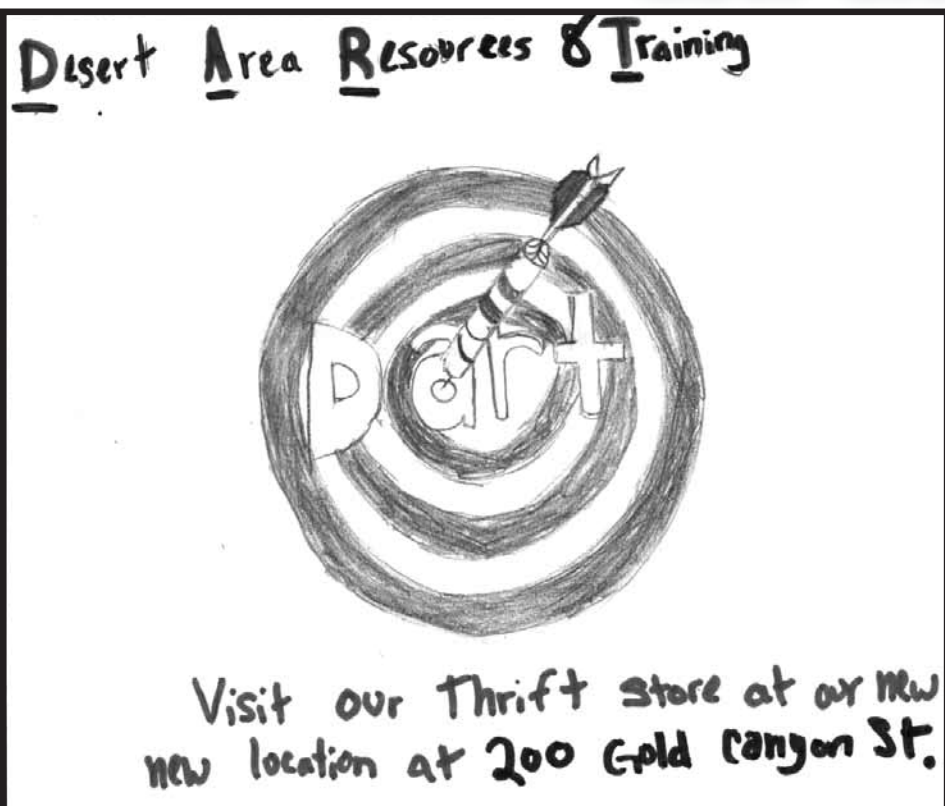 Desert Area Resources & Training
Dart
Visit our Thrift store at our new
new location at 200 Gold Canyon St.